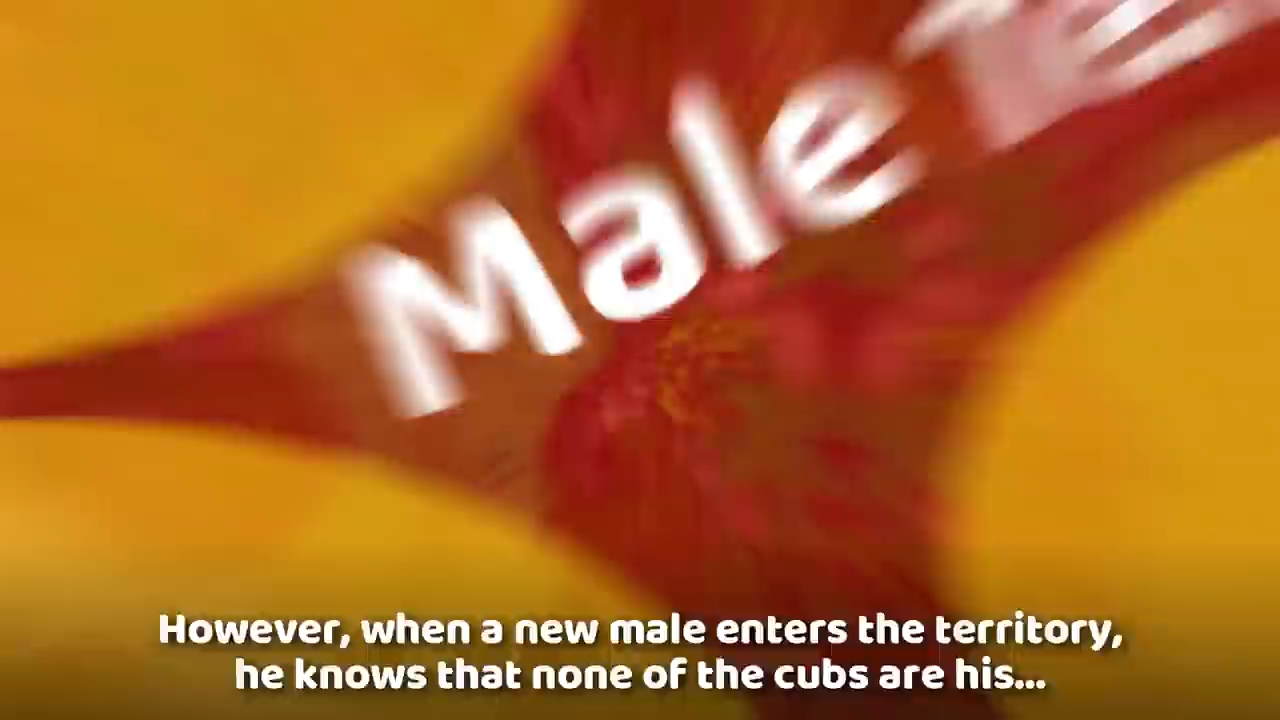 Male
However, when a new male enters the territory,
he knows that none of the cubs are his...